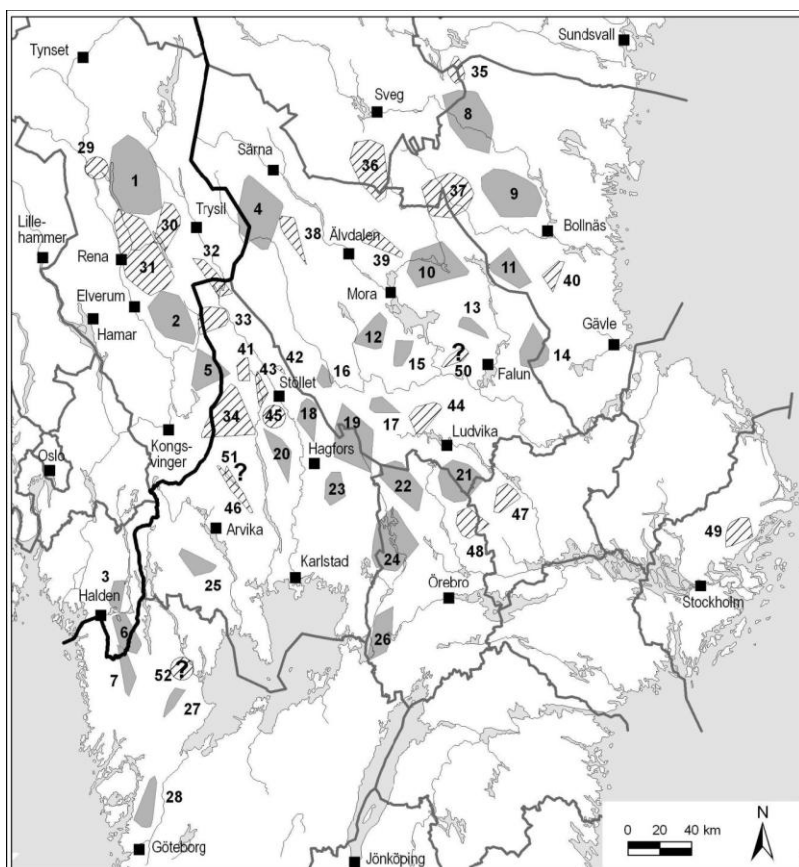 Sundsvall
Tynset
35
Sveg
8
29
Särna
36
1
37
9
4
Trysil
Bollnäs
Lille-
hammer
30
38
Älvdalen
39
Rena
31
32
10
11
40
Elverum
Mora
Hamar
2
33
13
Gävle
12
15
?
50
14
Falun
41
42
5
43
16
Stöllet
34
45
18
17
44
Kongs-
vinger
19
Ludvika
Oslo
20
Hagfors
51
?
23
22
21
46
47
Arvika
48
49
24
3
25
Karlstad
Örebro
Stockholm
Halden
6
26
7
52
?
27
28
N
0 20 40 km
Göteborg
Jönköping